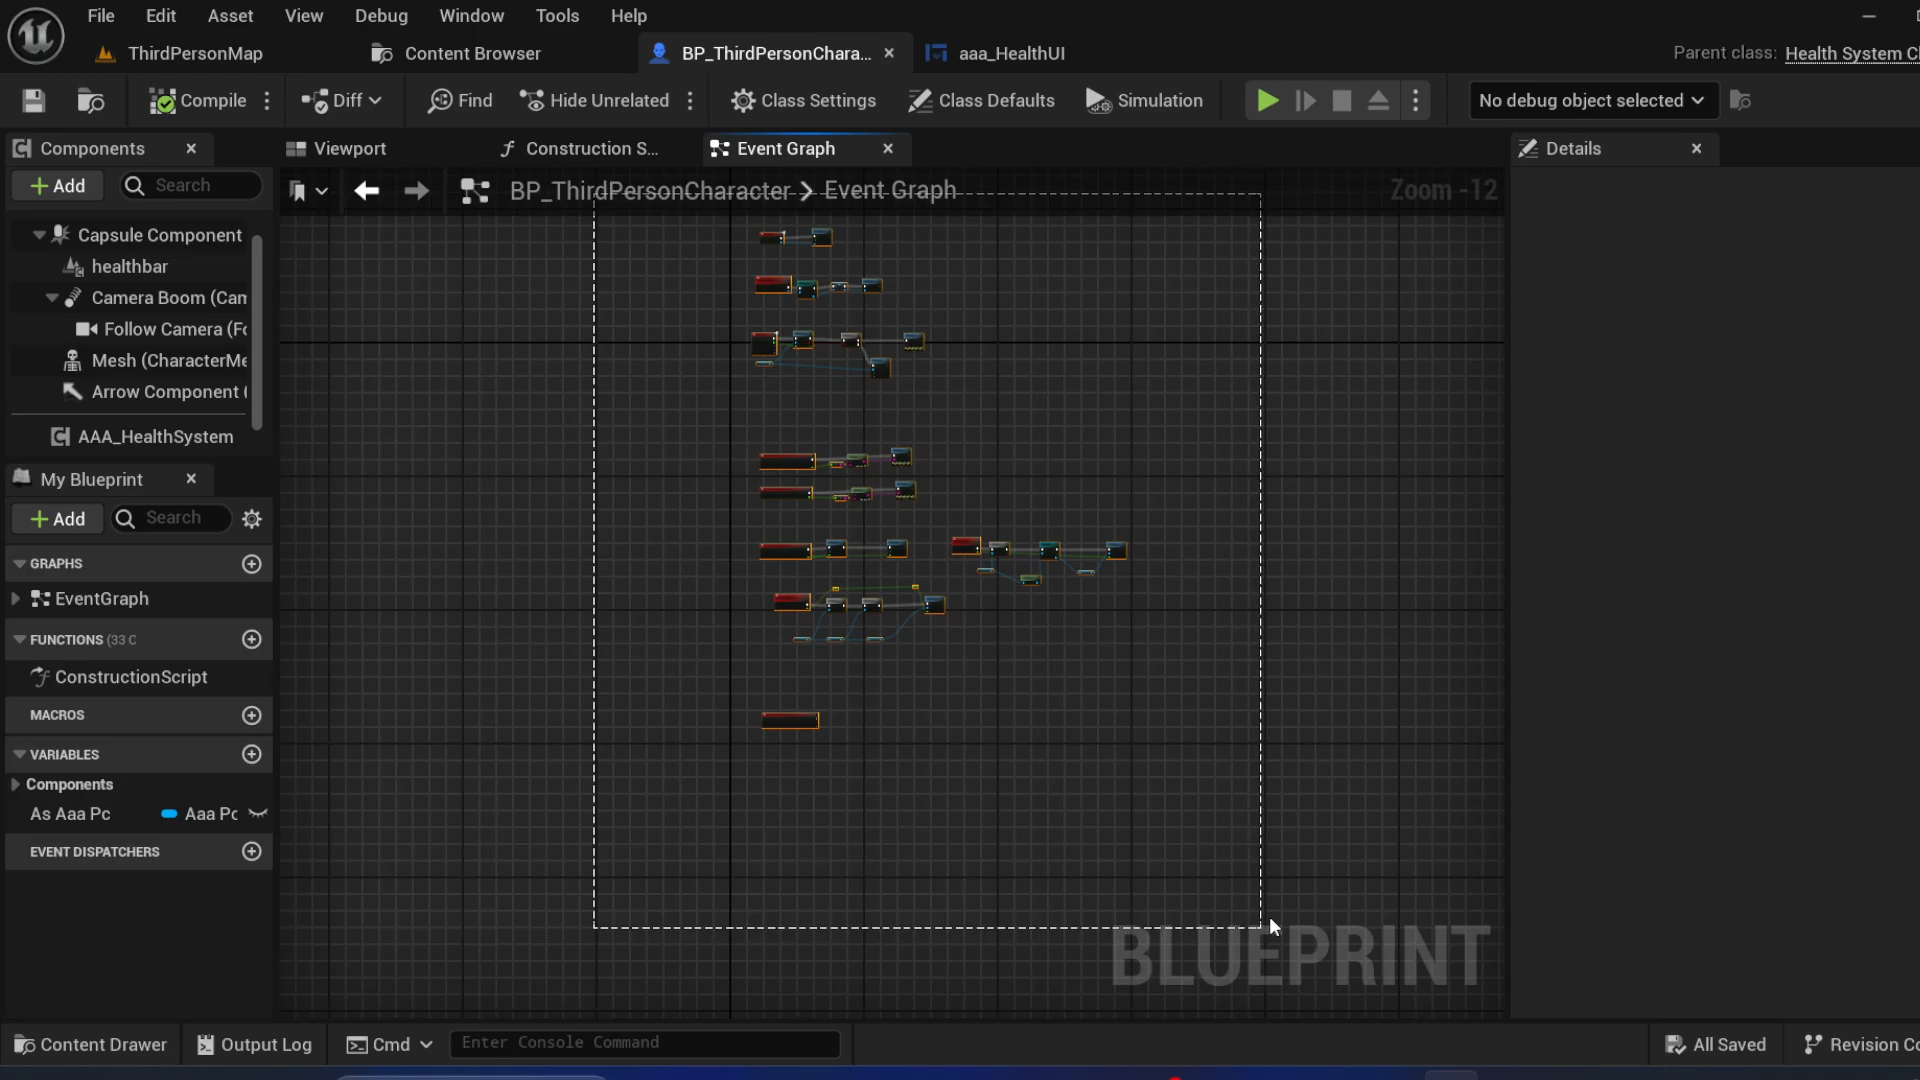 File Edit Asset View Debug Window Tools Help
ThirdPersonMap Content Browser BP_ThirdPersonChara... aaa_HealthUI Parent class: Health System Cl
Compile Diff Find Hide Unrelated Class Settings Class Defaults Simulation No debug object selected
Components Viewport Construction S... Event Graph Details
Add Search BP_ThirdPersonCharacter > Event Graph Zoom -12
Capsule Component
healthbar
Camera Boom (Cam
Follow Camera (Fo
Mesh (CharacterMe
Arrow Component (
AAA_HealthSystem
My Blueprint
Add Search
GRAPHS
EventGraph
FUNCTIONS (33 O
ConstructionScript
MACROS
VARIABLES
Components
As Aaa Pc Aaa Pc
EVENT DISPATCHERS
BLUEPRINT
Content Drawer Output Log Cmd Enter Console Command All Saved Revision Co